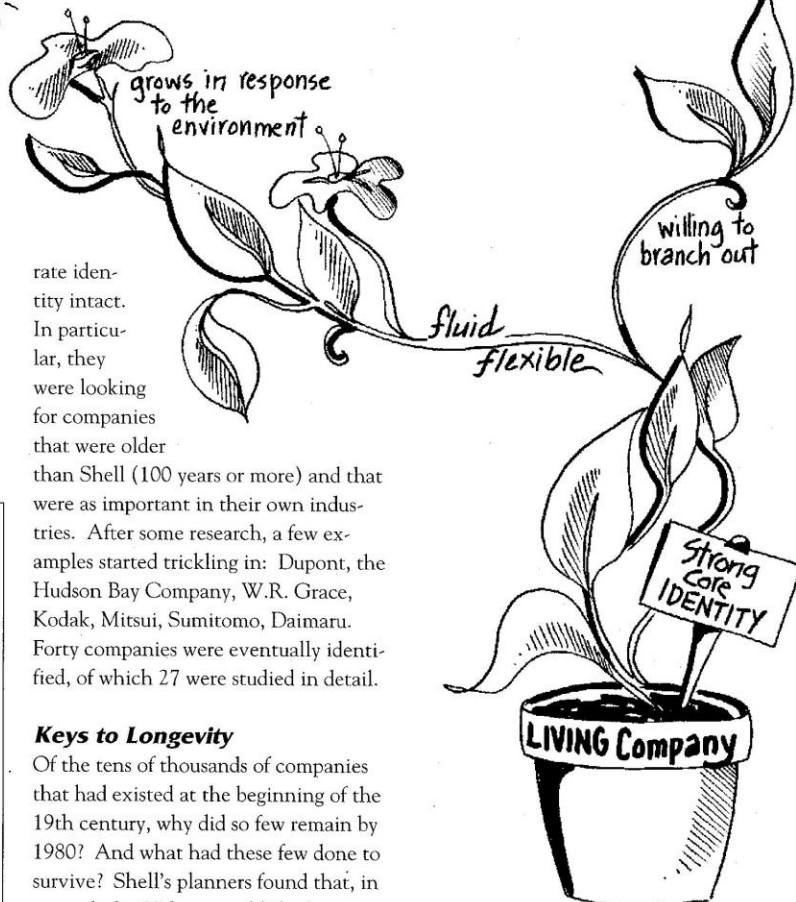 grows in response
to the
environment
willing to
branch out
fluid
flexible
Strong
Core
IDENTITY
LIVING Company
rate iden-
tity intact.
In particu-
lar, they
were looking
for companies
that were older
than Shell (100 years or more) and that
were as important in their own indus-
tries. After some research, a few ex-
amples started trickling in: Dupont, the
Hudson Bay Company, W.R. Grace,
Kodak, Mitsui, Sumitomo, Daimaru.
Forty companies were eventually identi-
fied, of which 27 were studied in detail.
Keys to Longevity
Of the tens of thousands of companies
that had existed at the beginning of the
19th century, why did so few remain by
1980? And what had these few done to
survive? Shell's planners found that, in